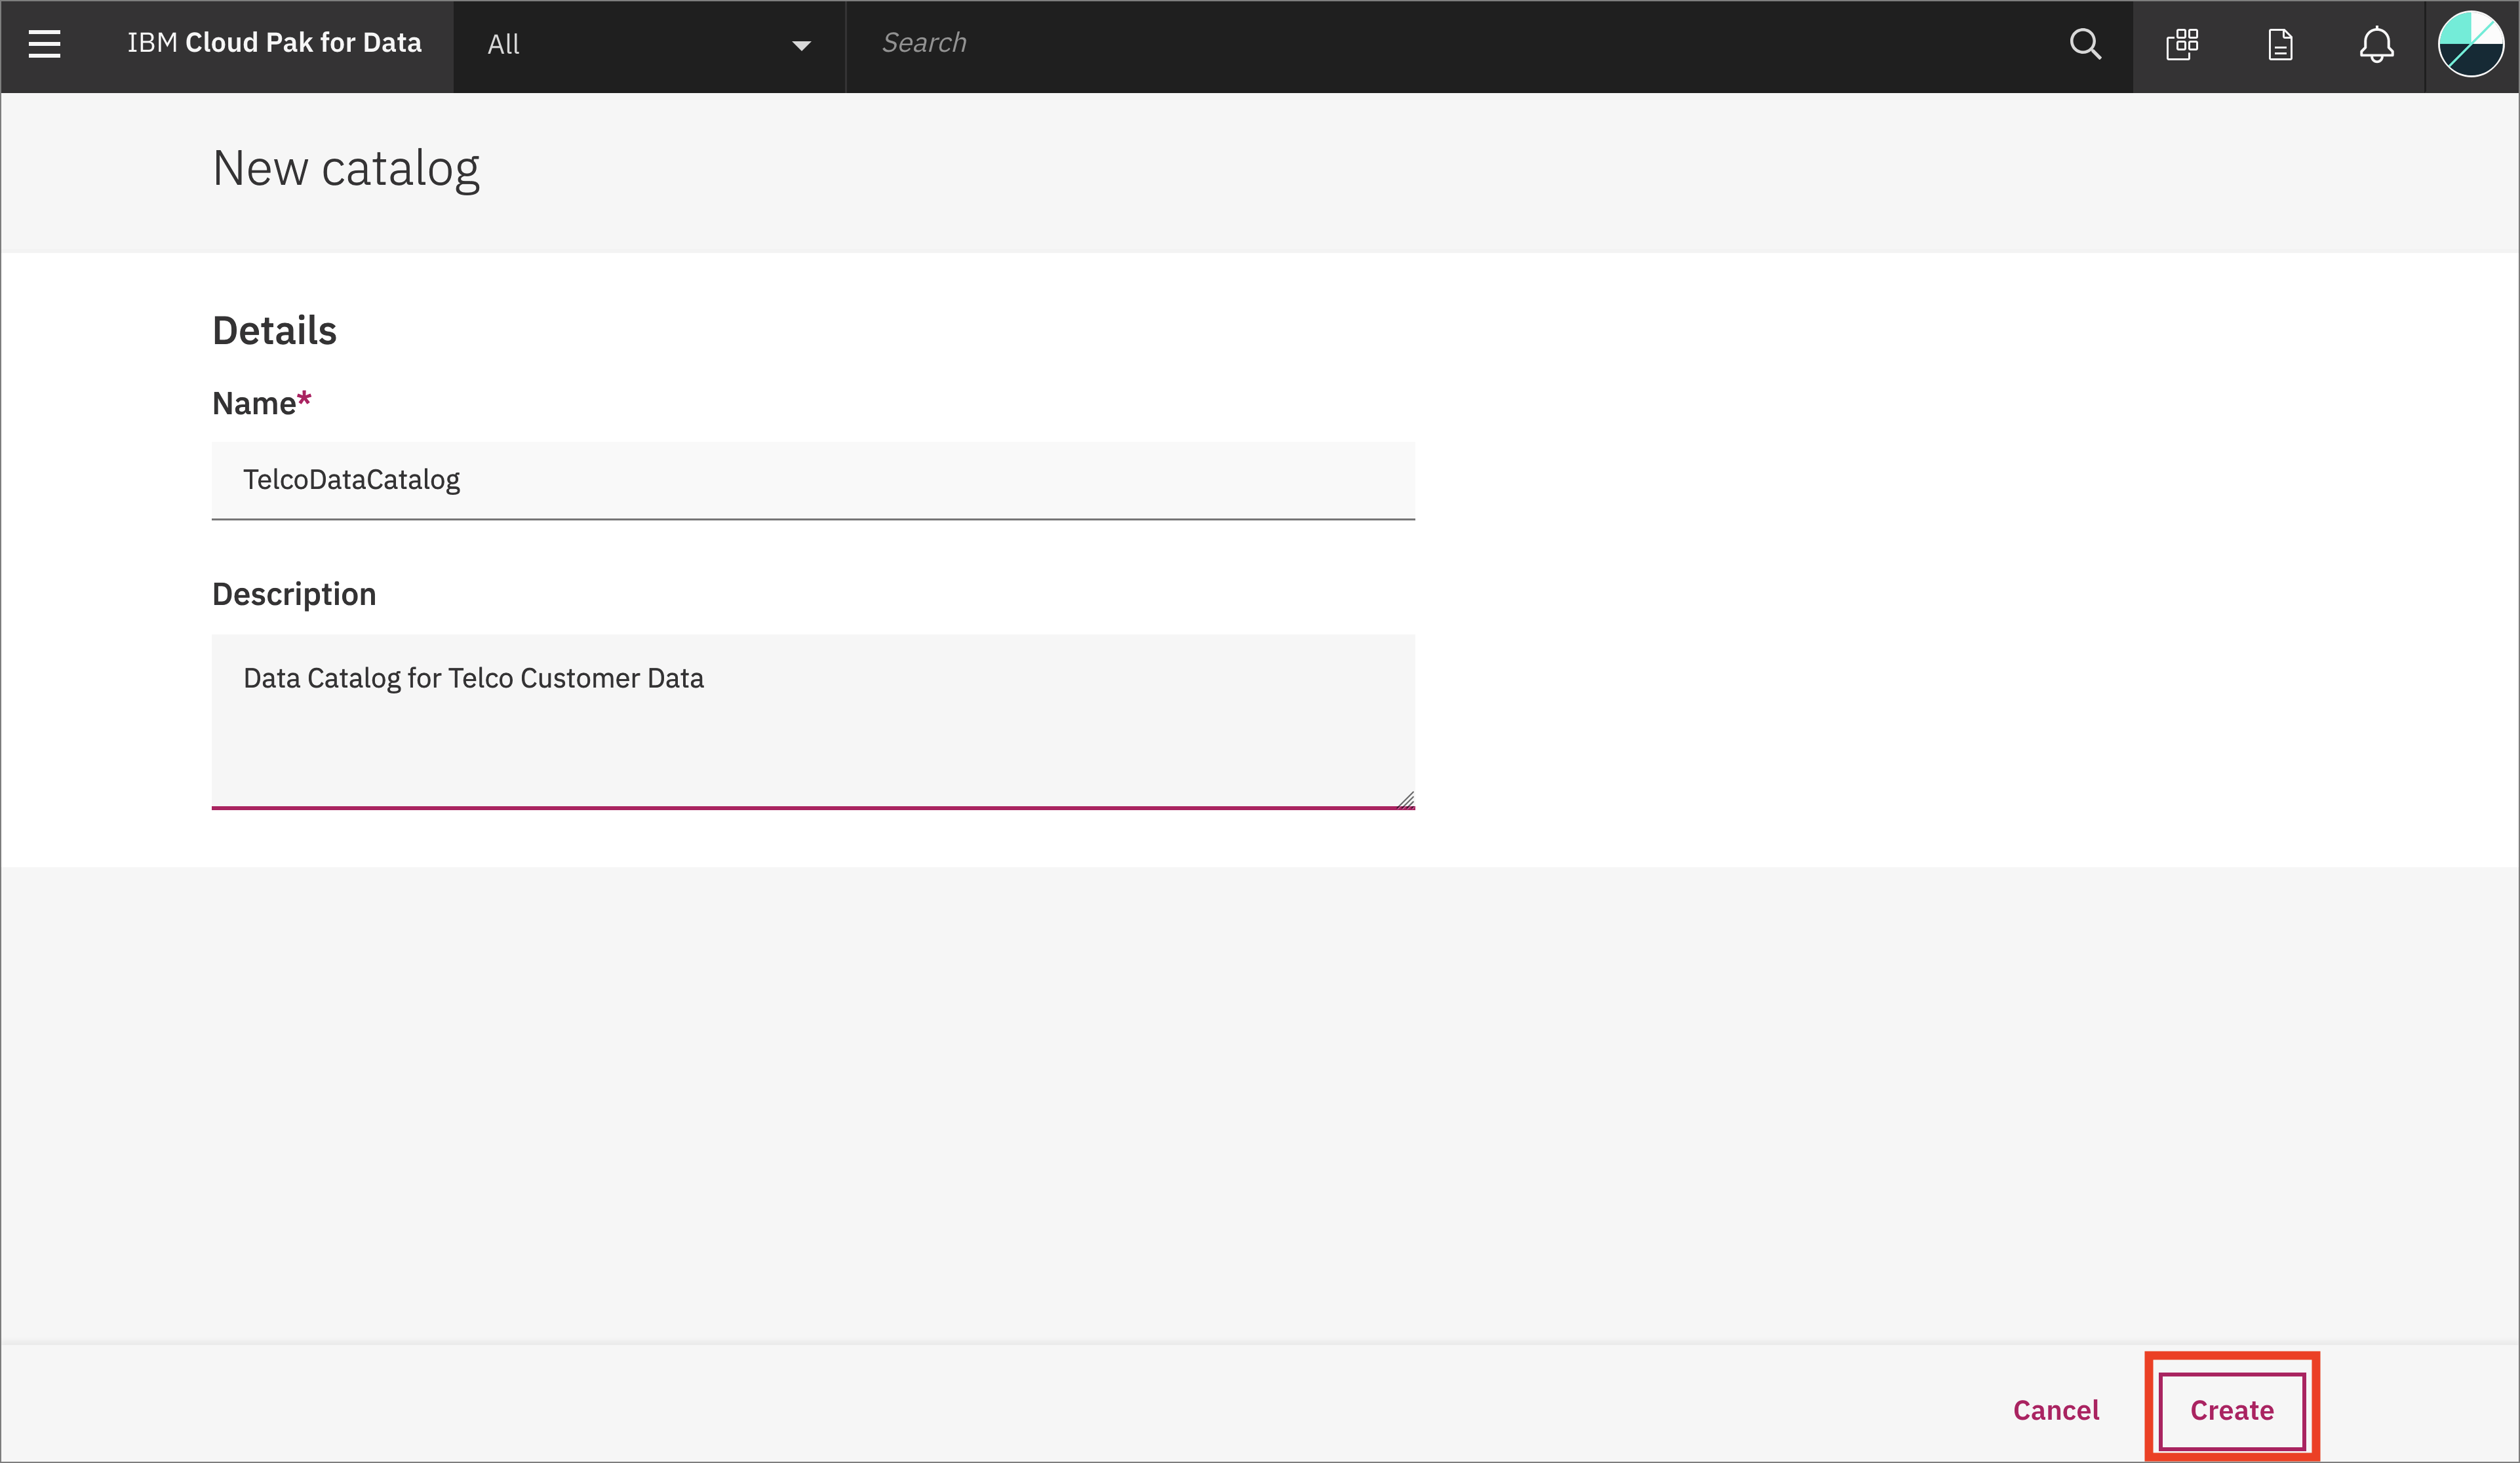 IBM Cloud Pak for Data All Search
New catalog
Details
Name*
TelcoDataCatalog
Description
Data Catalog for Telco Customer Data
Cancel Create